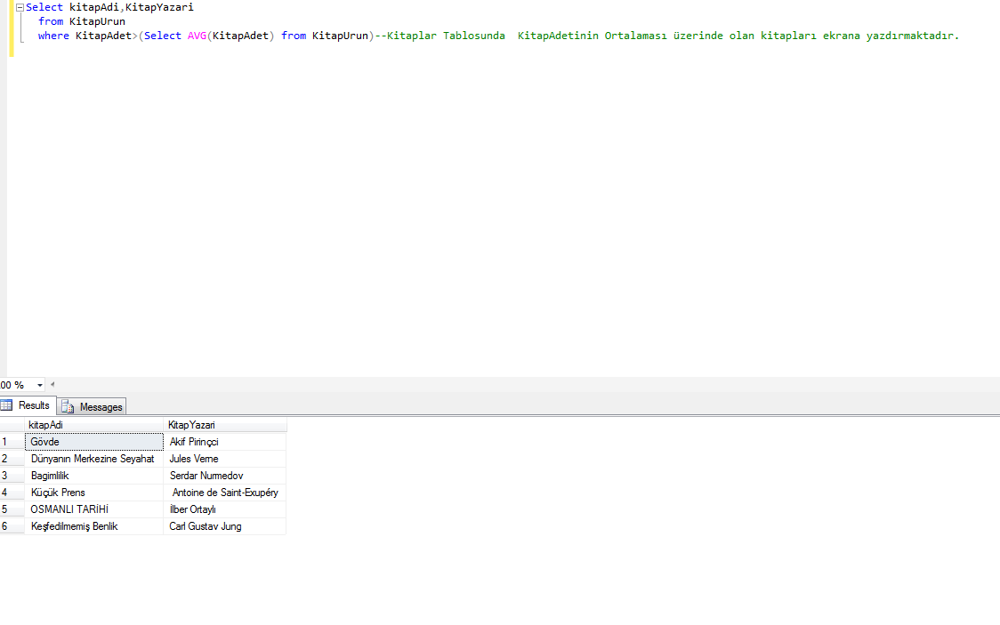 Select kitapAdi,KitapYazari
from KitapUrun
where KitapAdet>(Select AVG(KitapAdet) from KitapUrun)--Kitaplar Tablosunda KitapAdetinin Ortalaması üzerinde olan kitapları ekrana yazdırmaktadır.
00 %
Results Messages
kitapAdi KitapYazari
1 Gövde Akif Pirinçci
2 Dünyanın Merkezine Seyahat Jules Verne
3 Bagimlilik Serdar Nurmedov
4 Küçük Prens Antoine de Saint-Exupéry
5 OSMANLI TARİHİ İlber Ortaylı
6 Keşfedilmemiş Benlik Carl Gustav Jung